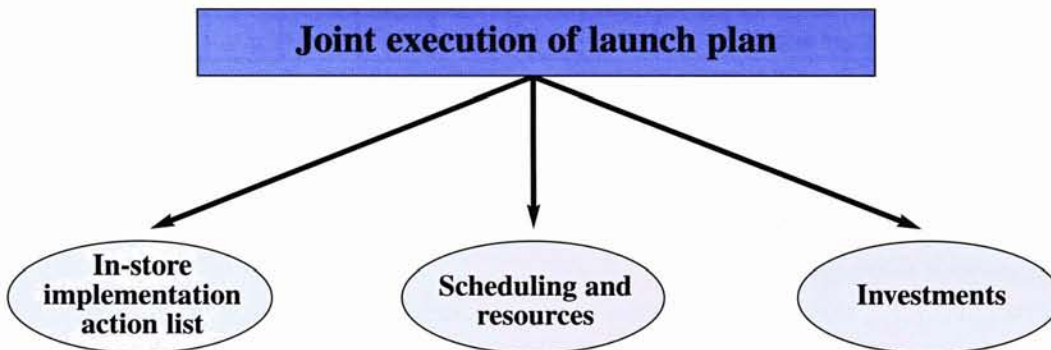 Joint execution of launch plan
In-store
implementation
action list
Scheduling and
resources
Investments